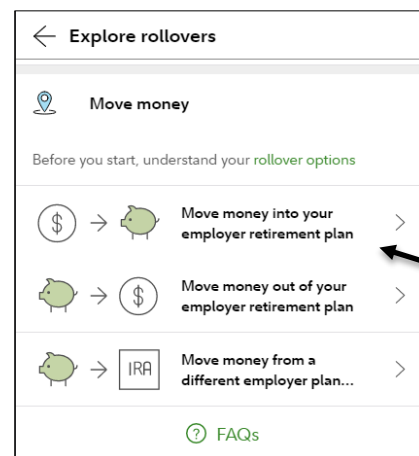 Explore rollovers
Move money
Before you start, understand your rollover options
$
Move money into your
employer retirement plan
$
Move money out of your
employer retirement plan
IRA
Move money from a
different employer plan...
? FAQs